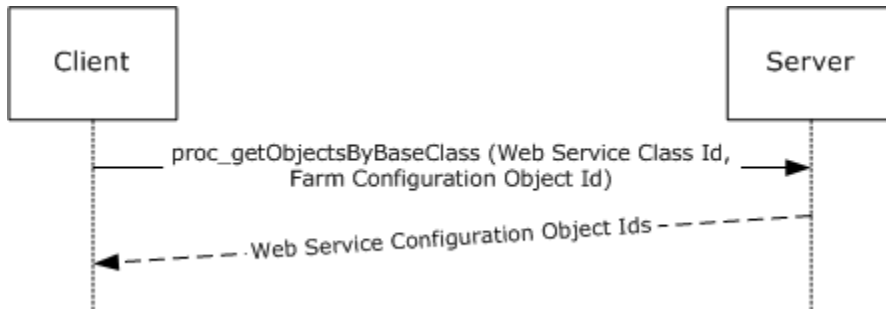 Client
Server
proc_getObjectsByBaseClass (Web Service Class Id,
Farm Configuration Object Id)
Web Service Configuration Object Ids